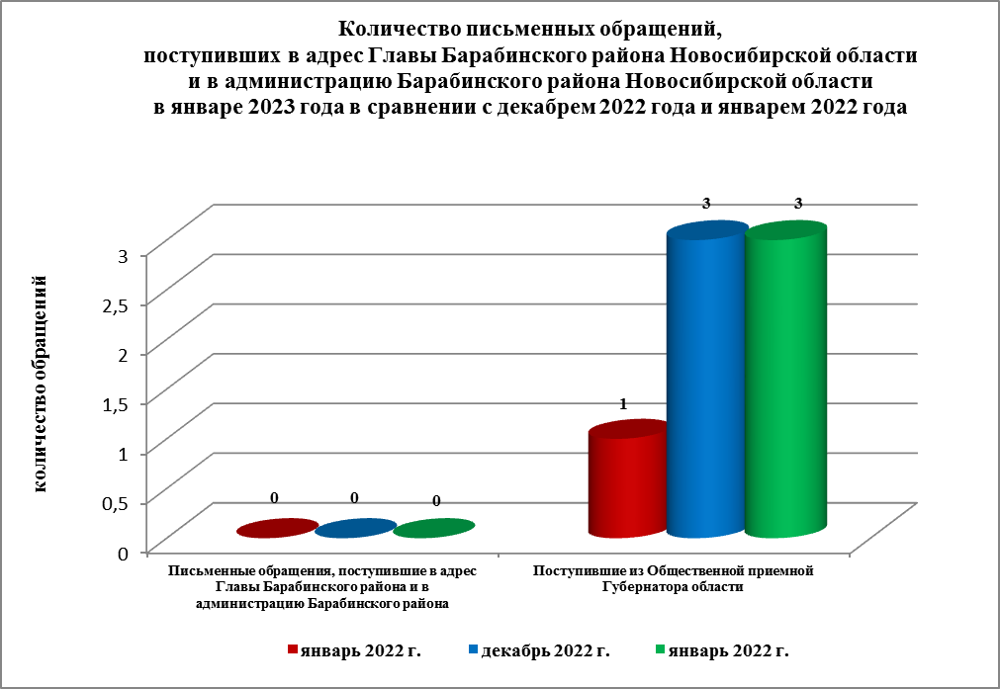 Количество письменных обращений,
поступивших в адрес Главы Барабинского района Новосибирской области
и в администрацию Барабинского района Новосибирской области
в январе 2023 года в сравнении с декабрем 2022 года и январем 2022 года
количество обращений
3
2,5
2
1,5
1
0,5
0
0
0
0
1
3
3
Письменные обращения, поступившие в адрес
Главы Барабинского района и в
администрацию Барабинского района
Поступившие из Общественной приемной
Губернатора области
январь 2022 г.
декабрь 2022 г.
январь 2022 г.